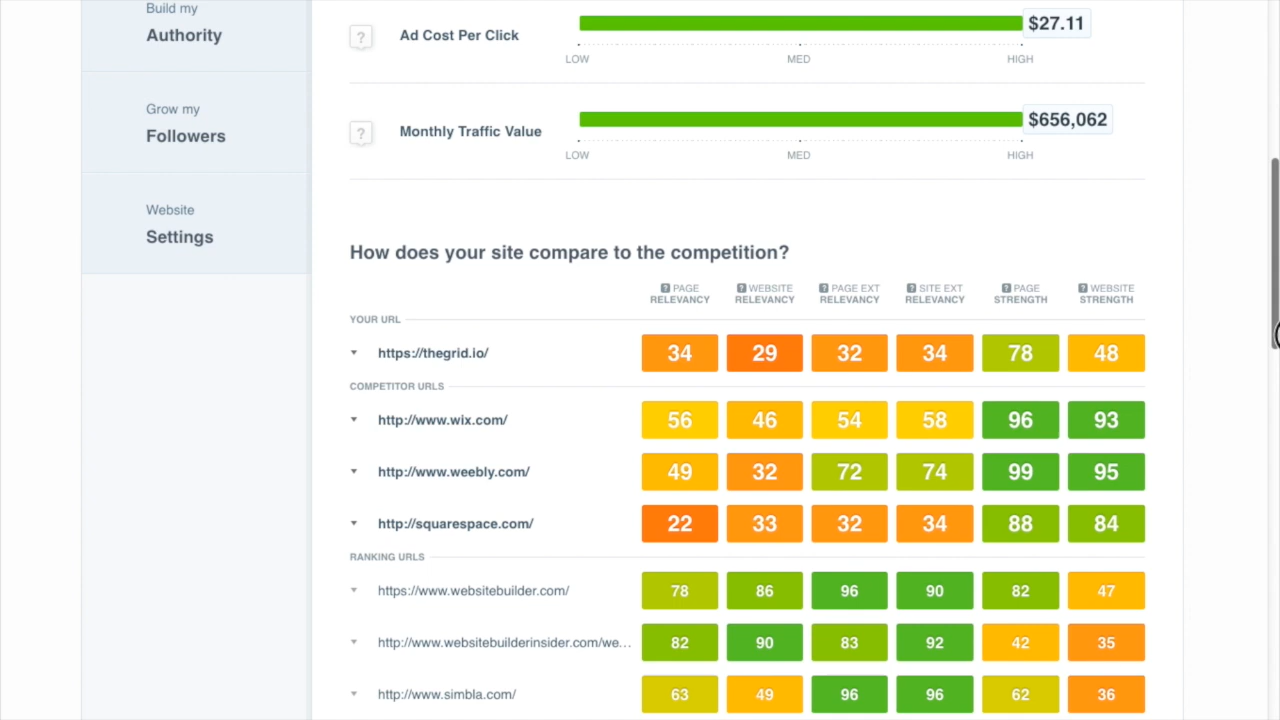 Build my
Authority
Grow my
Followers
Website
Settings
? Ad Cost Per Click $27.11
LOW MED HIGH
? Monthly Traffic Value $656,062
LOW MED HIGH
How does your site compare to the competition?
? PAGE RELEVANCY ? WEBSITE RELEVANCY ? PAGE EXT RELEVANCY ? SITE EXT RELEVANCY ? PAGE STRENGTH ? WEBSITE STRENGTH
YOUR URL
https://thegrid.io/ 34 29 32 34 78 48
COMPETITOR URLS
http://www.wix.com/ 56 46 54 58 96 93
http://www.weebly.com/ 49 32 72 74 99 95
http://squarespace.com/ 22 33 32 34 88 84
RANKING URLS
https://www.websitebuilder.com/ 78 86 96 90 82 47
http://www.websitebuilderinsider.com/we... 82 90 83 92 42 35
http://www.simbla.com/ 63 49 96 96 62 36